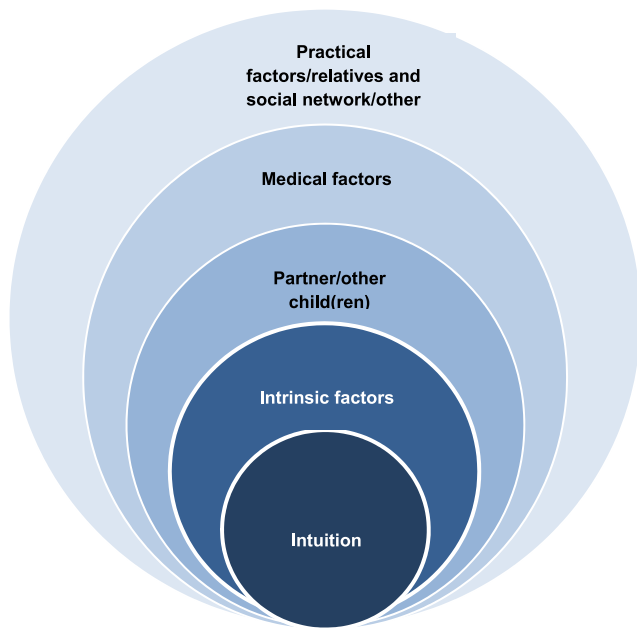 Practical
factors/relatives and
social network/other
Medical factors
Partner/other
child(ren)
Intrinsic factors
Intuition